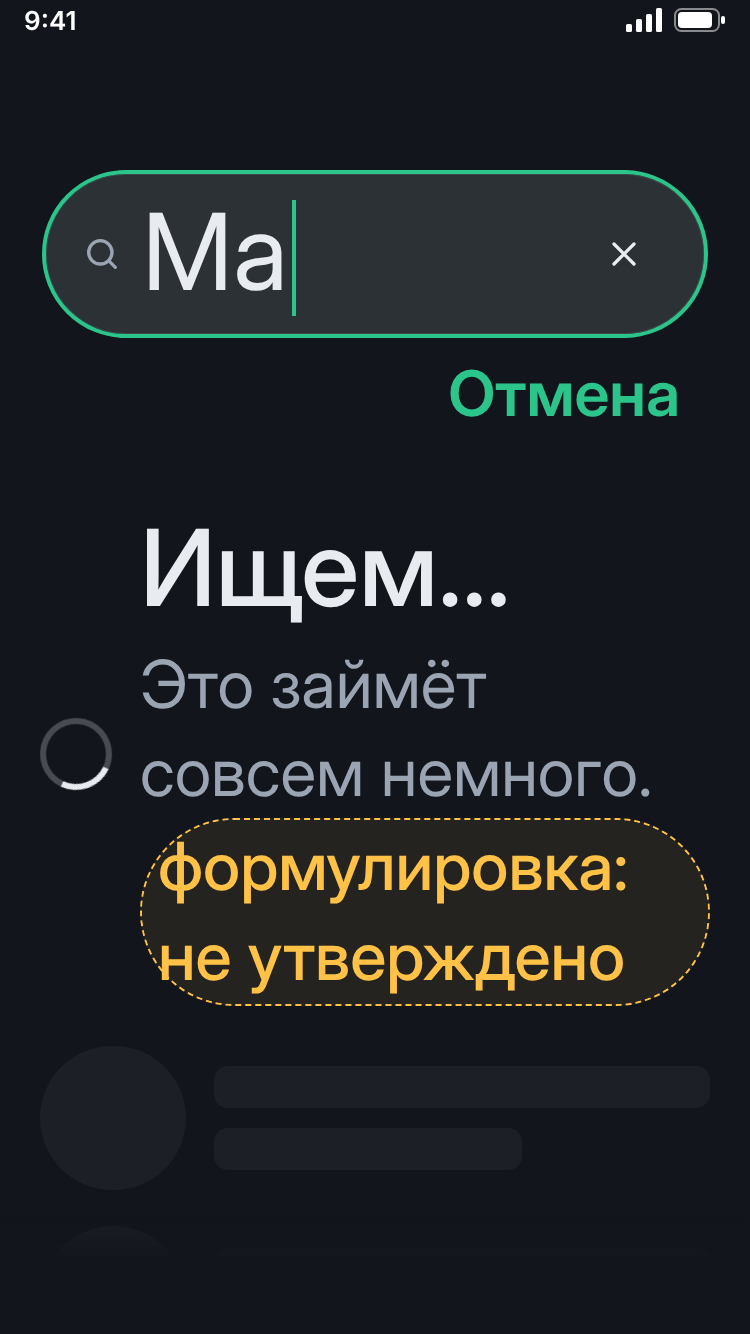 9:41
Ма
Отмена
Ищем...
Это займёт
совсем немного.
формулировка:
не утверждено